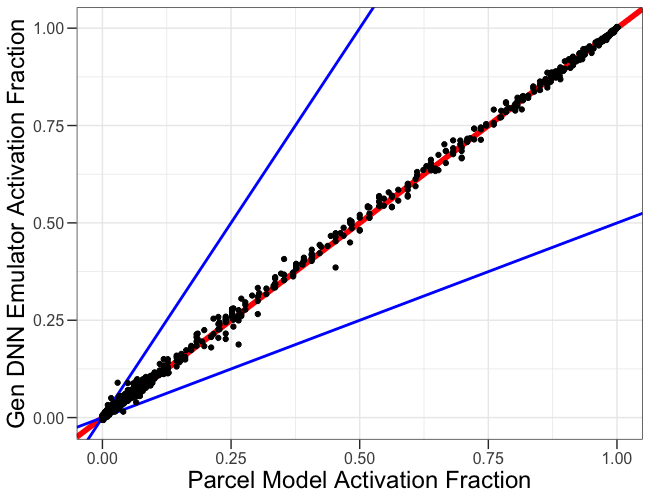 Gen DNN Emulator Activation Fraction
1.00
0.75
0.50
0.25
0.00
0.00 0.25 0.50 0.75 1.00
Parcel Model Activation Fraction